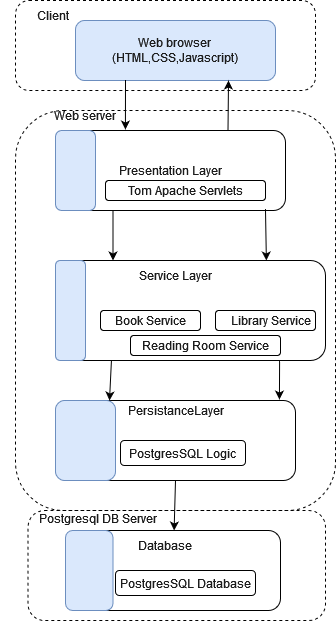 Client
Web browser
(HTML,CSS,Javascript)
Web server
Presentation Layer
Tom Apache Servlets
Service Layer
Book Service
Library Service
Reading Room Service
PersistanceLayer
PostgresSQL Logic
Postgresql DB Server
Database
PostgresSQL Database